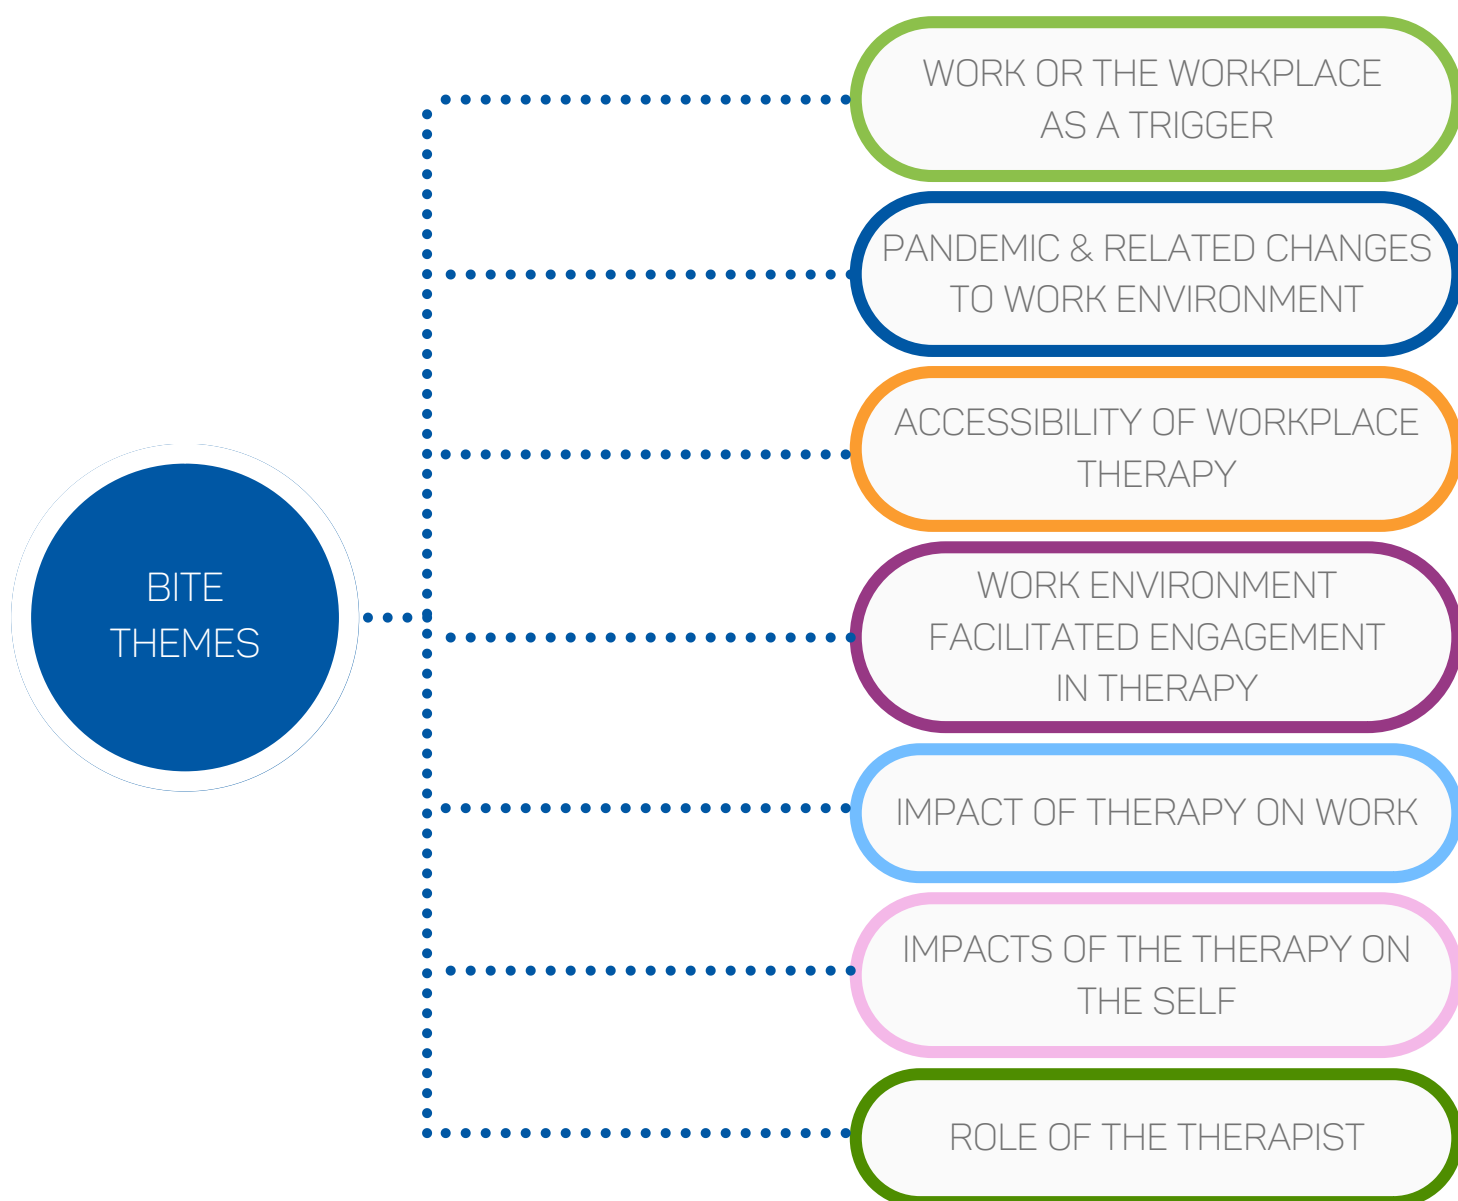 WORK OR THE WORKPLACE
AS A TRIGGER
PANDEMIC & RELATED CHANGES
TO WORK ENVIRONMENT
ACCESSIBILITY OF WORKPLACE
THERAPY
BITE
THEMES
WORK ENVIRONMENT
FACILITATED ENGAGEMENT
IN THERAPY
IMPACT OF THERAPY ON WORK
IMPACTS OF THE THERAPY ON
THE SELF
ROLE OF THE THERAPIST